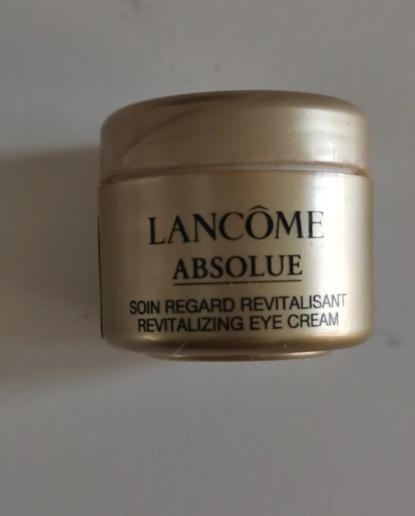 LANCÔME
ABSOLUE
SOIN REGARD REVITALISANT
REVITALIZING EYE CREAM